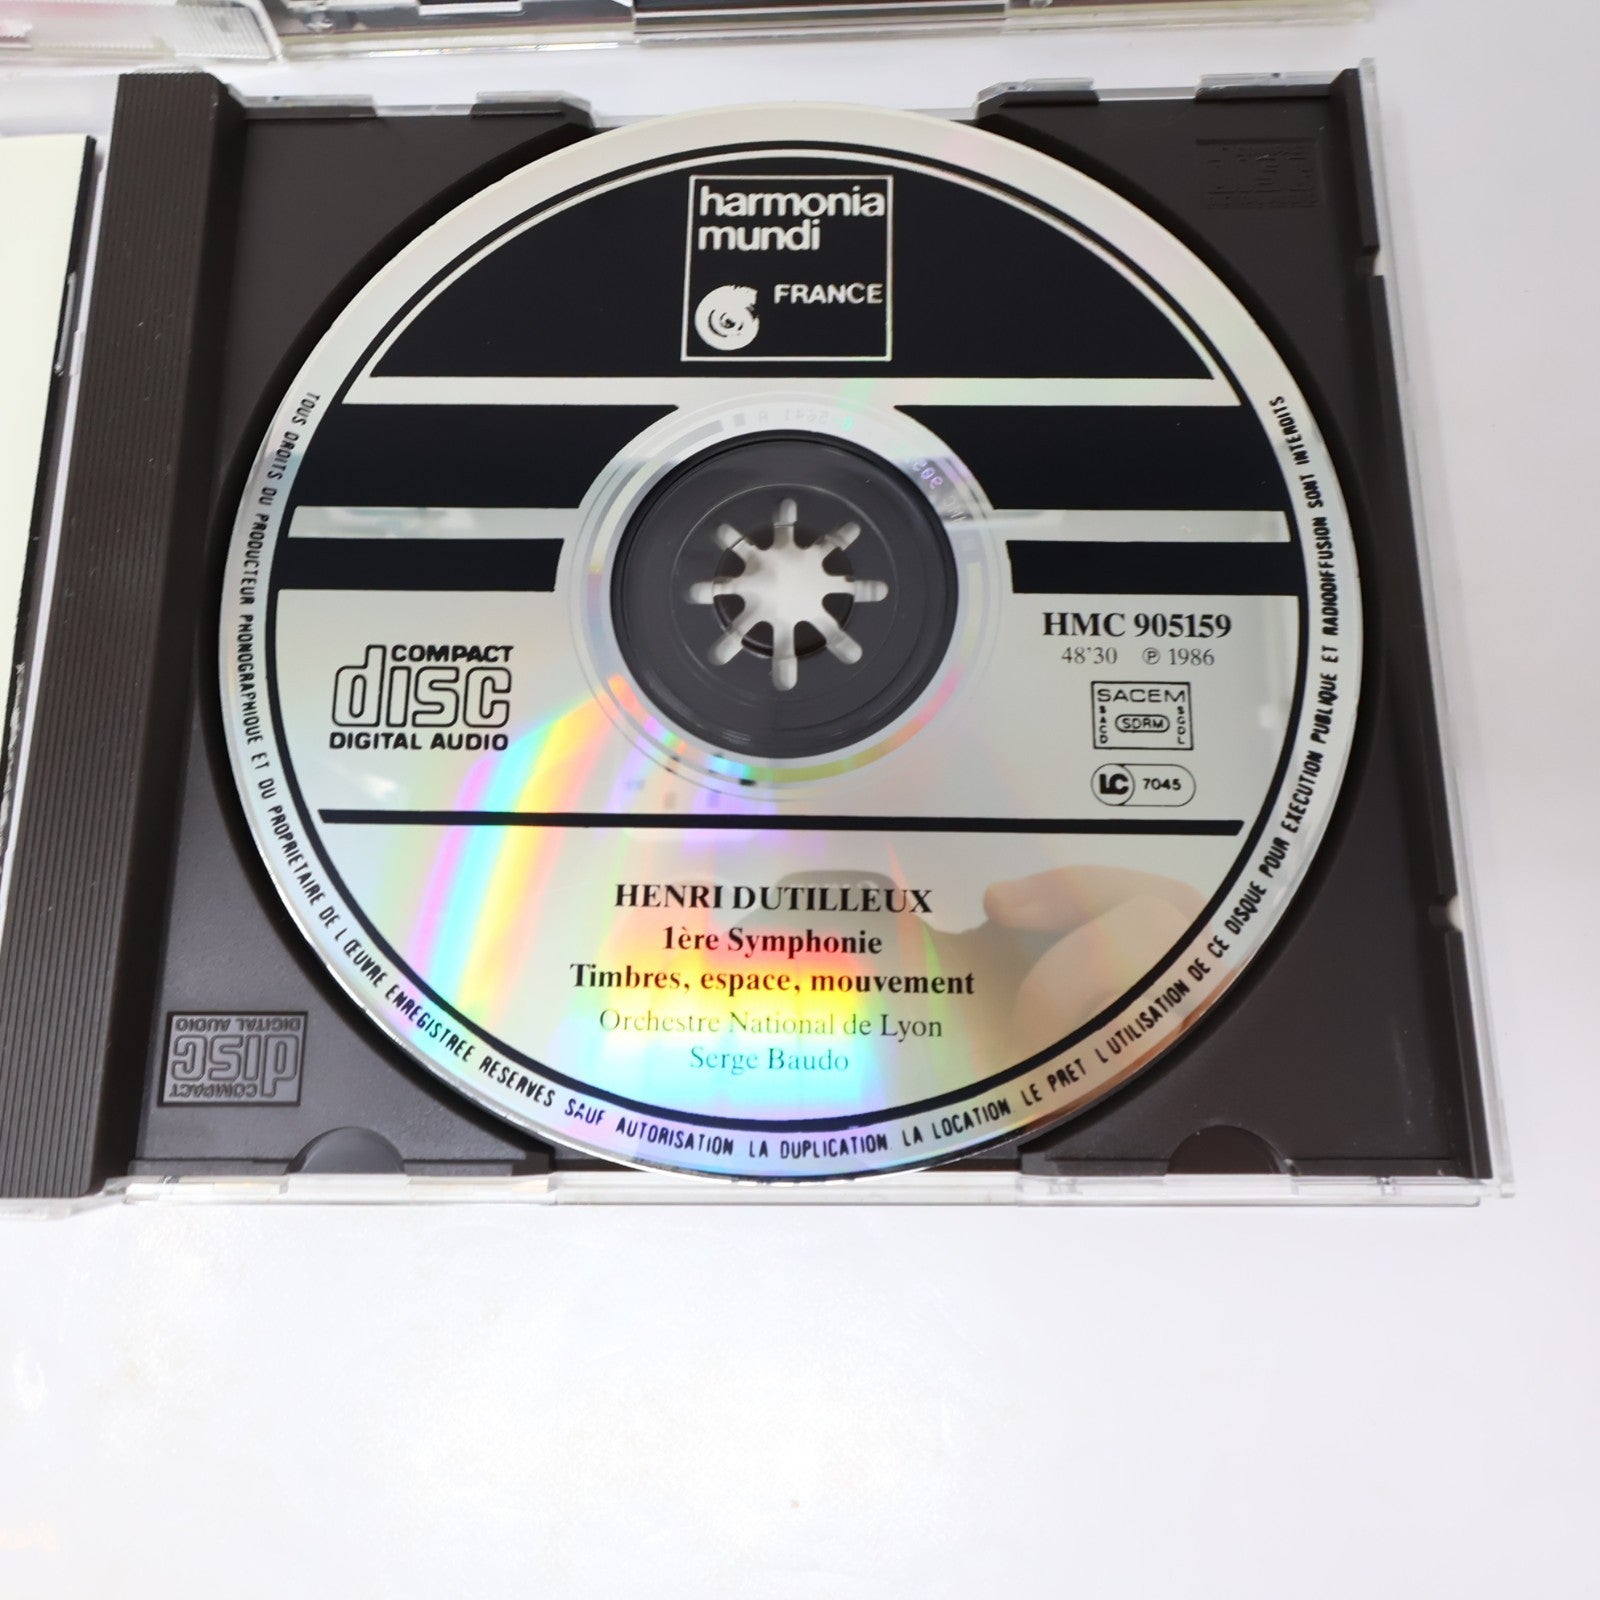 harmonia
mundi
FRANCE
COMPACT
disc
DIGITAL AUDIO
HMC 905159
48'30 ℗ 1986
SACEM
SACD
SDRM
SGDL
LC 7045
HENRI DUTILLEUX
1ère Symphonie
Timbres, espace, mouvement
Orchestre National de Lyon
Serge Baudo
TOUS DROITS DU PRODUCTEUR PHONOGRAPHIQUE ET DU PROPRIETAIRE DE L'ŒUVRE ENREGISTREE RESERVES SAUF AUTORISATION LA DUPLICATION. LA LOCATION. LE PRET L'UTILISATION DE CE DISQUE POUR EXECUTION PUBLIQUE ET RADIODIFFUSION SONT INTERDITS
COMPACT
disc
DIGITAL AUDIO